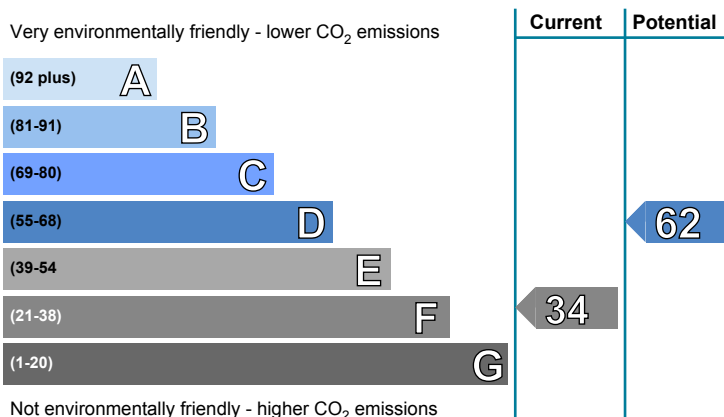 Current Potential
Very environmentally friendly - lower CO₂ emissions
(92 plus) A
(81-91) B
(69-80) C
(55-68) D 62
(39-54 E
(21-38) F 34
(1-20) G
Not environmentally friendly - higher CO₂ emissions